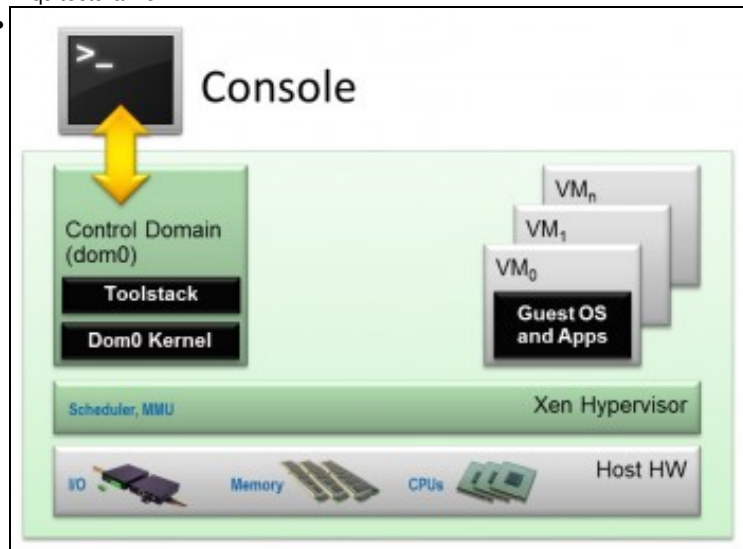 >_
Console
Control Domain
(dom0)
Toolstack
Dom0 Kernel
VMn
VM1
VM0
Guest OS
and Apps
Scheduler, MMU
Xen Hypervisor
I/O
Memory
CPUs
Host HW